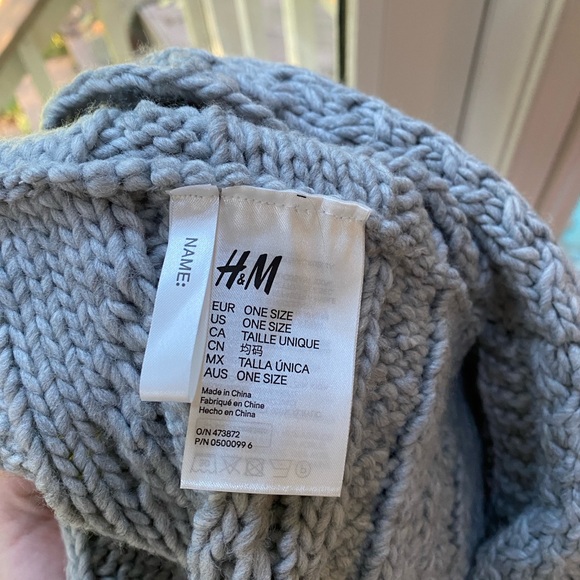 NAME:
H&M
EUR ONE SIZE
US ONE SIZE
CA TAILLE UNIQUE
CN 均码
MX TALLA ÚNICA
AUS ONE SIZE
Made in China
Fabriqué en Chine
Hecho en China
O/N 473872
P/N 0500099 6